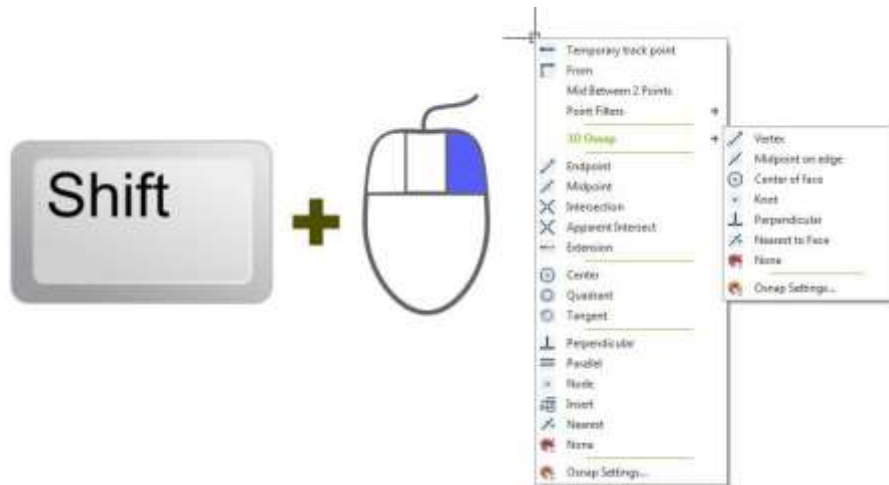 Shift
Temporary track point
From
Mid Between 2 Points
Point Filters
3D Osnap
Endpoint
Midpoint
Intersection
Apparent Intersect
Extension
Center
Quadrant
Tangent
Perpendicular
Parallel
Node
Insert
Nearest
None
Osnap Settings...
Vertex
Midpoint on edge
Center of face
Knot
Perpendicular
Nearest to Face
None
Osnap Settings...